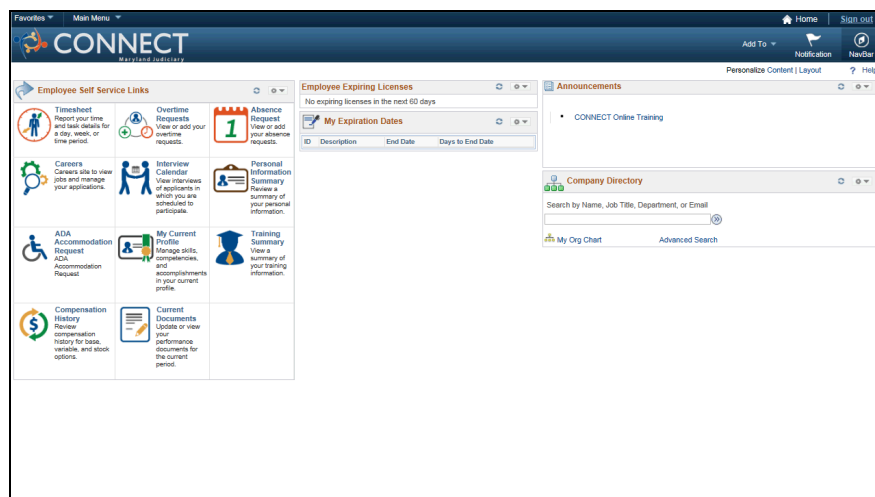 Favorites Main Menu
Home Sign out
CONNECT
Maryland Judiciary
Add To Notification NavBar
Personalize Content | Layout ? Help
Employee Self Service Links
Timesheet
Report your time
and task details for
a day, week, or
time period.
Overtime
Requests
View or add your
overtime
requests.
1
Absence
Request
View or add
your absence
requests.
Careers
Careers site to view
jobs and manage
your applications.
Interview
Calendar
View interviews
of applicants in
which you are
scheduled to
participate.
Personal
Information
Summary
Review a
summary of
your personal
information.
ADA
Accommodation
Request
ADA
Accommodation
Request
My Current
Profile
Manage skills,
competencies,
and
accomplishments
in your current
profile.
Training
Summary
View a
summary of
your training
information.
$
Compensation
History
Review
compensation
history for base,
variable, and stock
options.
Current
Documents
Update or view
your
performance
documents for
the current
period.
Employee Expiring Licenses
No expiring licenses in the next 60 days
My Expiration Dates
ID Description End Date Days to End Date
Announcements
• CONNECT Online Training
Company Directory
Search by Name, Job Title, Department, or Email
My Org Chart Advanced Search